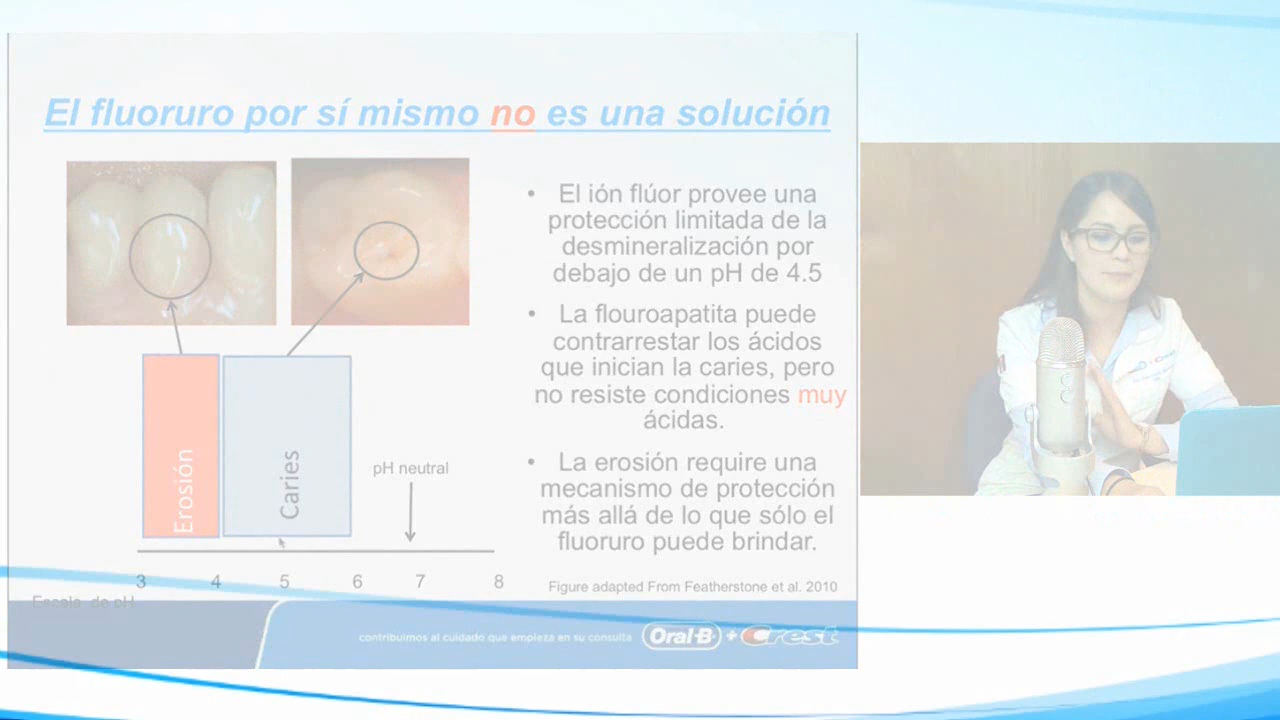 El fluoruro por sí mismo no es una solución
• El ión flúor provee una
protección limitada de la
desmineralización por
debajo de un pH de 4.5
• La flouroapatita puede
contrarrestar los ácidos
que inician la caries, pero
no resiste condiciones muy
ácidas.
• La erosión require una
mecanismo de protección
más allá de lo que sólo el
fluoruro puede brindar.
Erosión
Caries
pH neutral
3 4 5 6 7 8
Escala de pH
Figure adapted From Featherstone et al. 2010
contribuimos al cuidado que empieza en su consulta
Oral-B + Crest